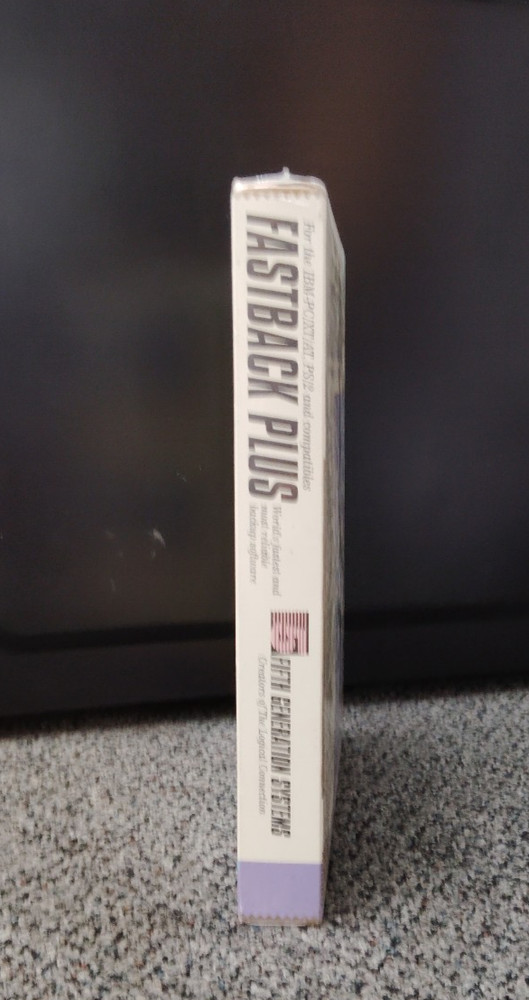 For the IBM-PC/XT/AT, PS/2 and compatibles
FASTBACK PLUS
World's fastest and
most reliable
backup software
FIFTH GENERATION SYSTEMS
Creators of The Logical Connection